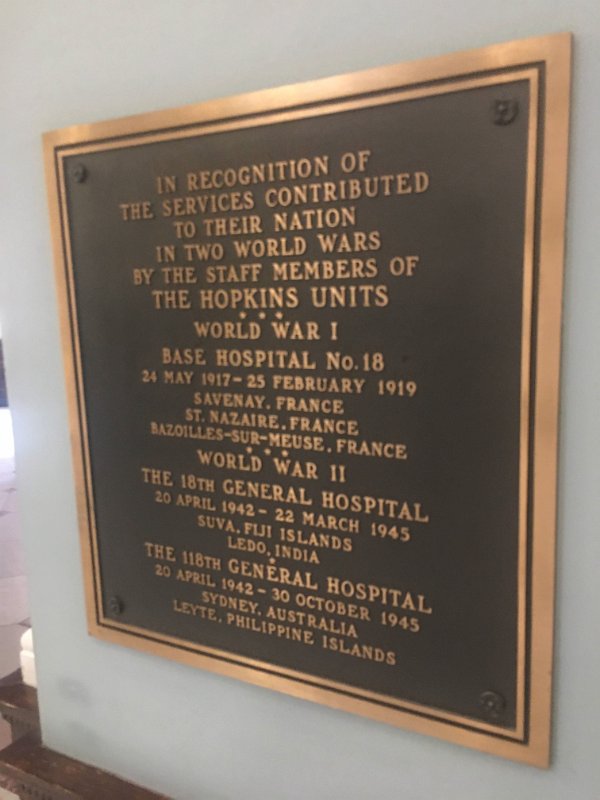 IN RECOGNITION OF
THE SERVICES CONTRIBUTED
TO THEIR NATION
IN TWO WORLD WARS
BY THE STAFF MEMBERS OF
THE HOPKINS UNITS
★ ★ ★
WORLD WAR I
BASE HOSPITAL No. 18
24 MAY 1917 – 25 FEBRUARY 1919
SAVENAY, FRANCE
ST. NAZAIRE, FRANCE
BAZOILLES-SUR-MEUSE, FRANCE
★ ★ ★
WORLD WAR II
THE 18TH GENERAL HOSPITAL
20 APRIL 1942 – 22 MARCH 1945
SUVA, FIJI ISLANDS
LEDO, INDIA
★
THE 118TH GENERAL HOSPITAL
20 APRIL 1942 – 30 OCTOBER 1945
SYDNEY, AUSTRALIA
LEYTE, PHILIPPINE ISLANDS